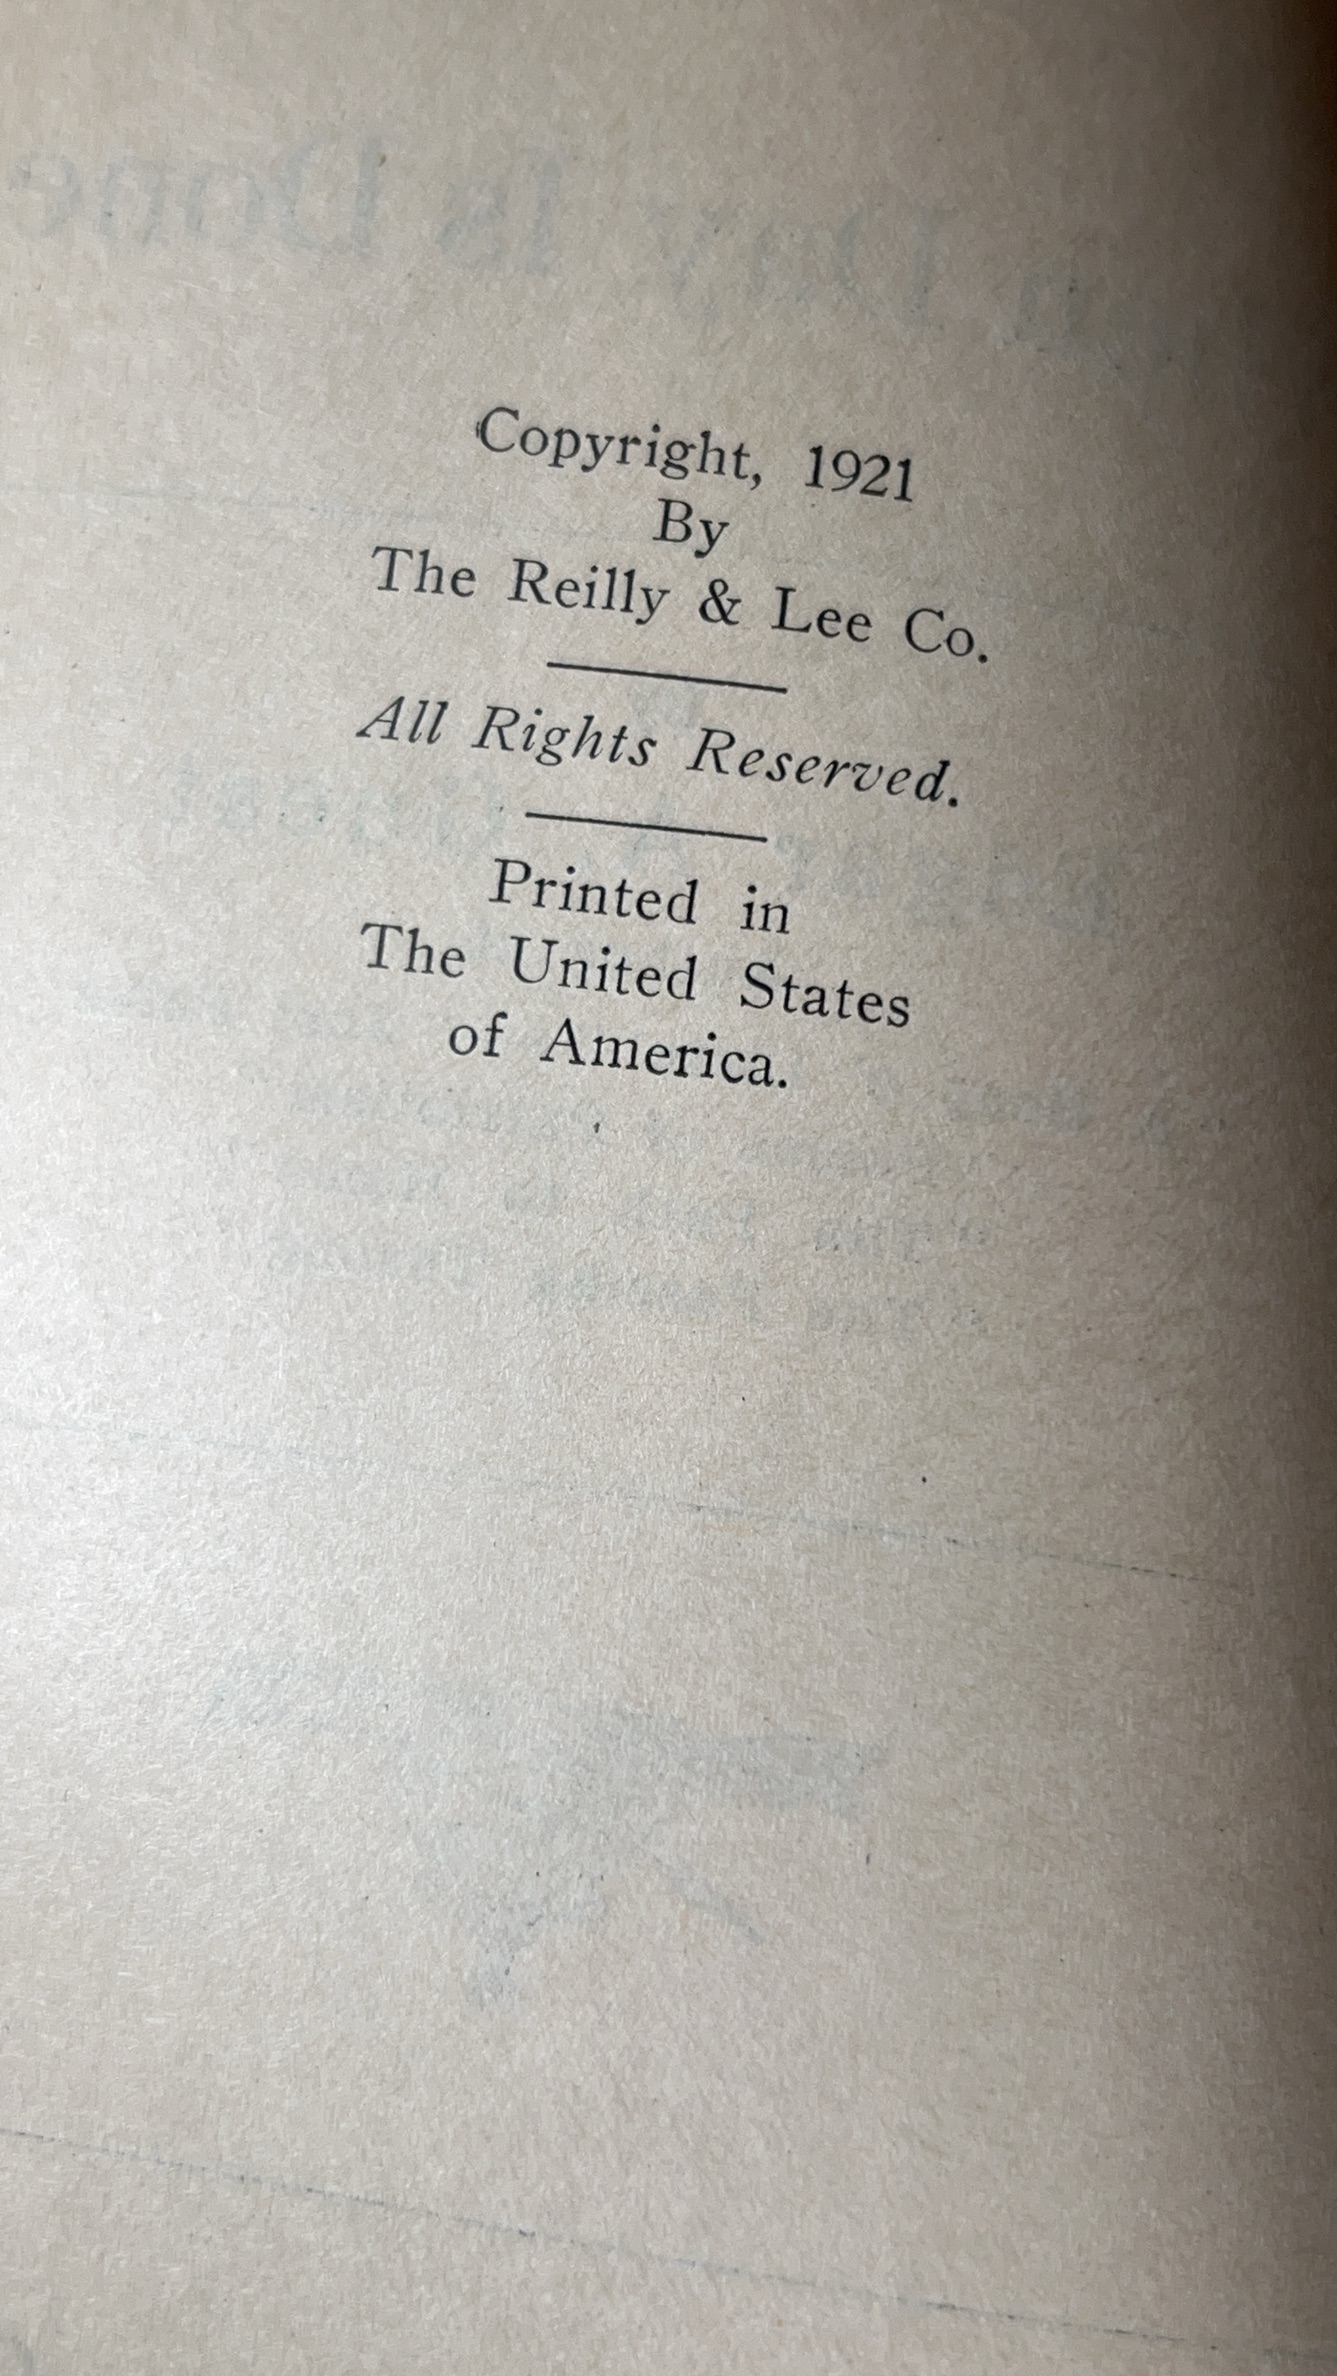 Copyright, 1921
By
The Reilly & Lee Co.
All Rights Reserved.
Printed in
The United States
of America.